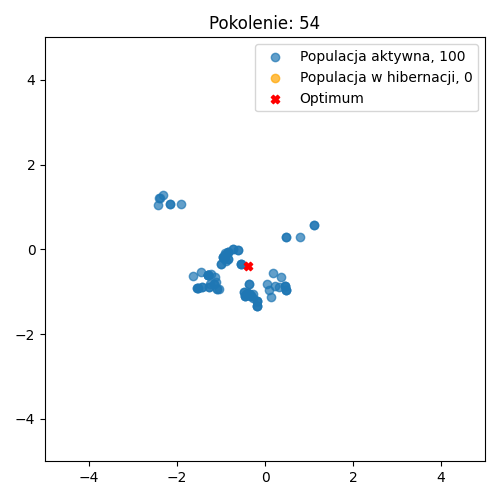 Pokolenie: 54
Populacja aktywna, 100
Populacja w hibernacji, 0
Optimum
4
2
0
−2
−4
−4 −2 0 2 4